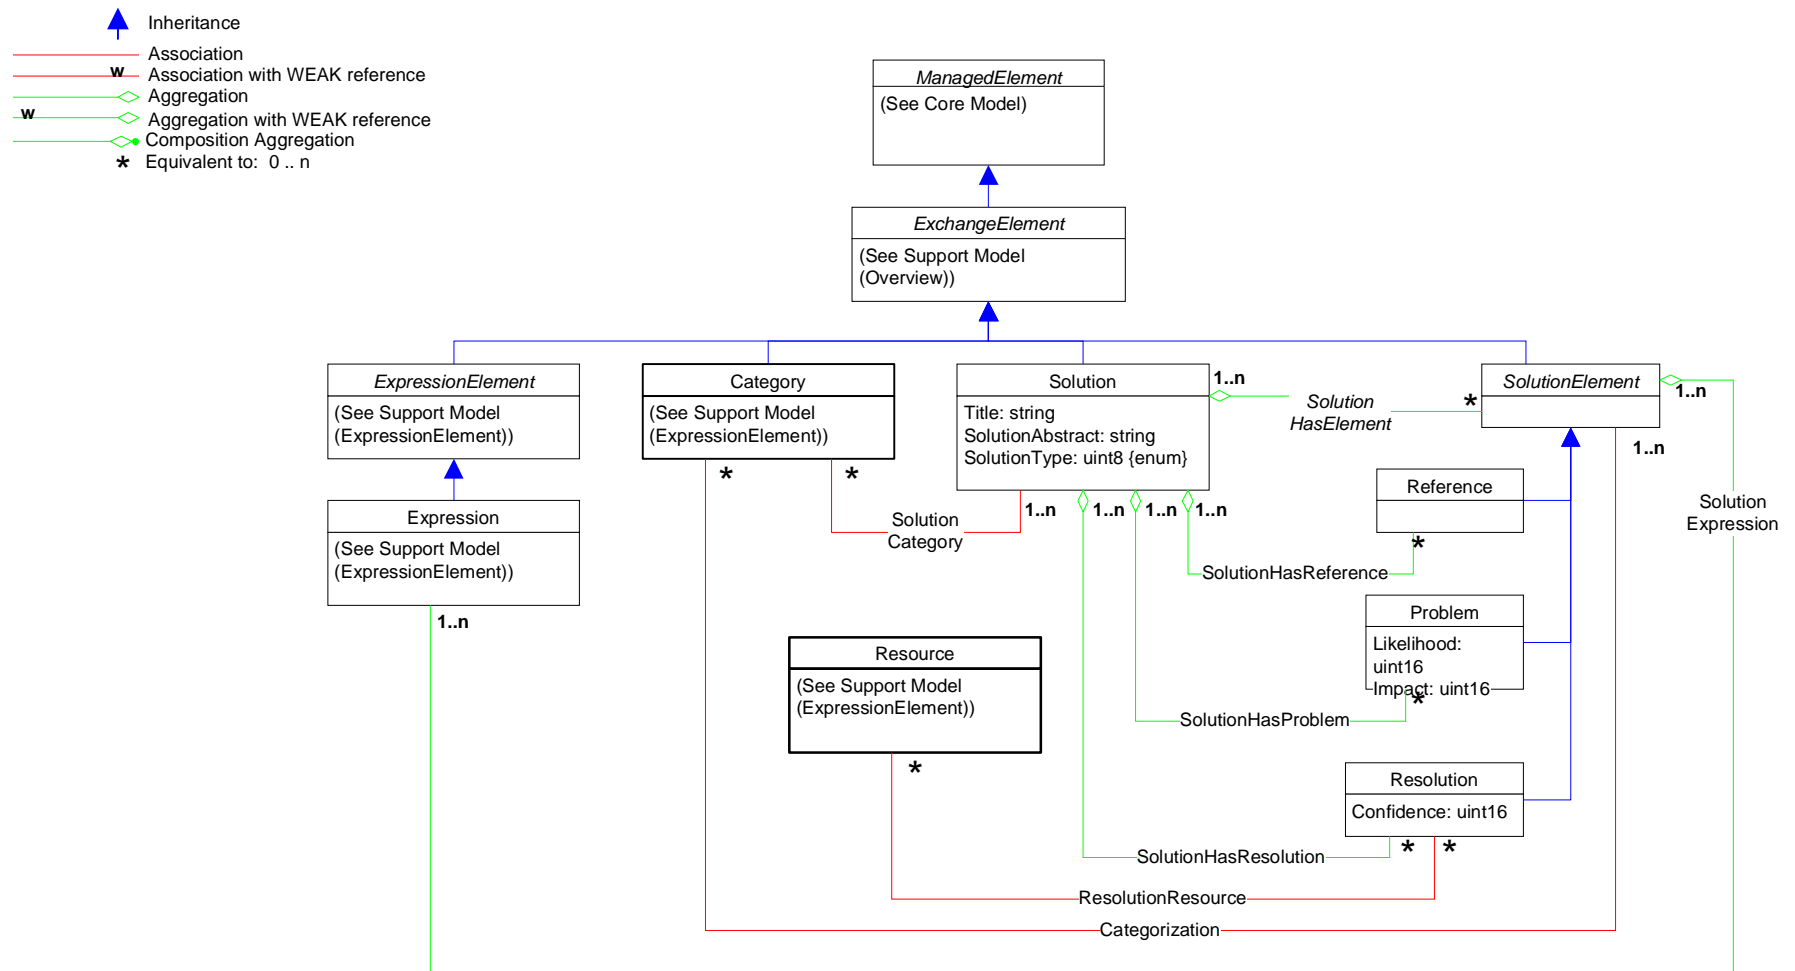 Inheritance
Association
w
Association with WEAK reference
Aggregation
w
Aggregation with WEAK reference
Composition Aggregation
* Equivalent to: 0 .. n
ManagedElement
(See Core Model)
ExchangeElement
(See Support Model
(Overview))
ExpressionElement
(See Support Model
(ExpressionElement))
Category
(See Support Model
(ExpressionElement))
* *
Solution
Title: string
SolutionAbstract: string
SolutionType: uint8 {enum}
1..n
Solution
HasElement
*
SolutionElement
1..n
1..n
Expression
(See Support Model
(ExpressionElement))
1..n
Solution
Category
1..n
1..n
1..n
1..n
Reference
*
SolutionHasReference
Solution
Expression
Problem
Likelihood:
uint16
Impact: uint16
*
SolutionHasProblem
Resource
(See Support Model
(ExpressionElement))
*
Resolution
Confidence: uint16
* *
SolutionHasResolution
ResolutionResource
Categorization